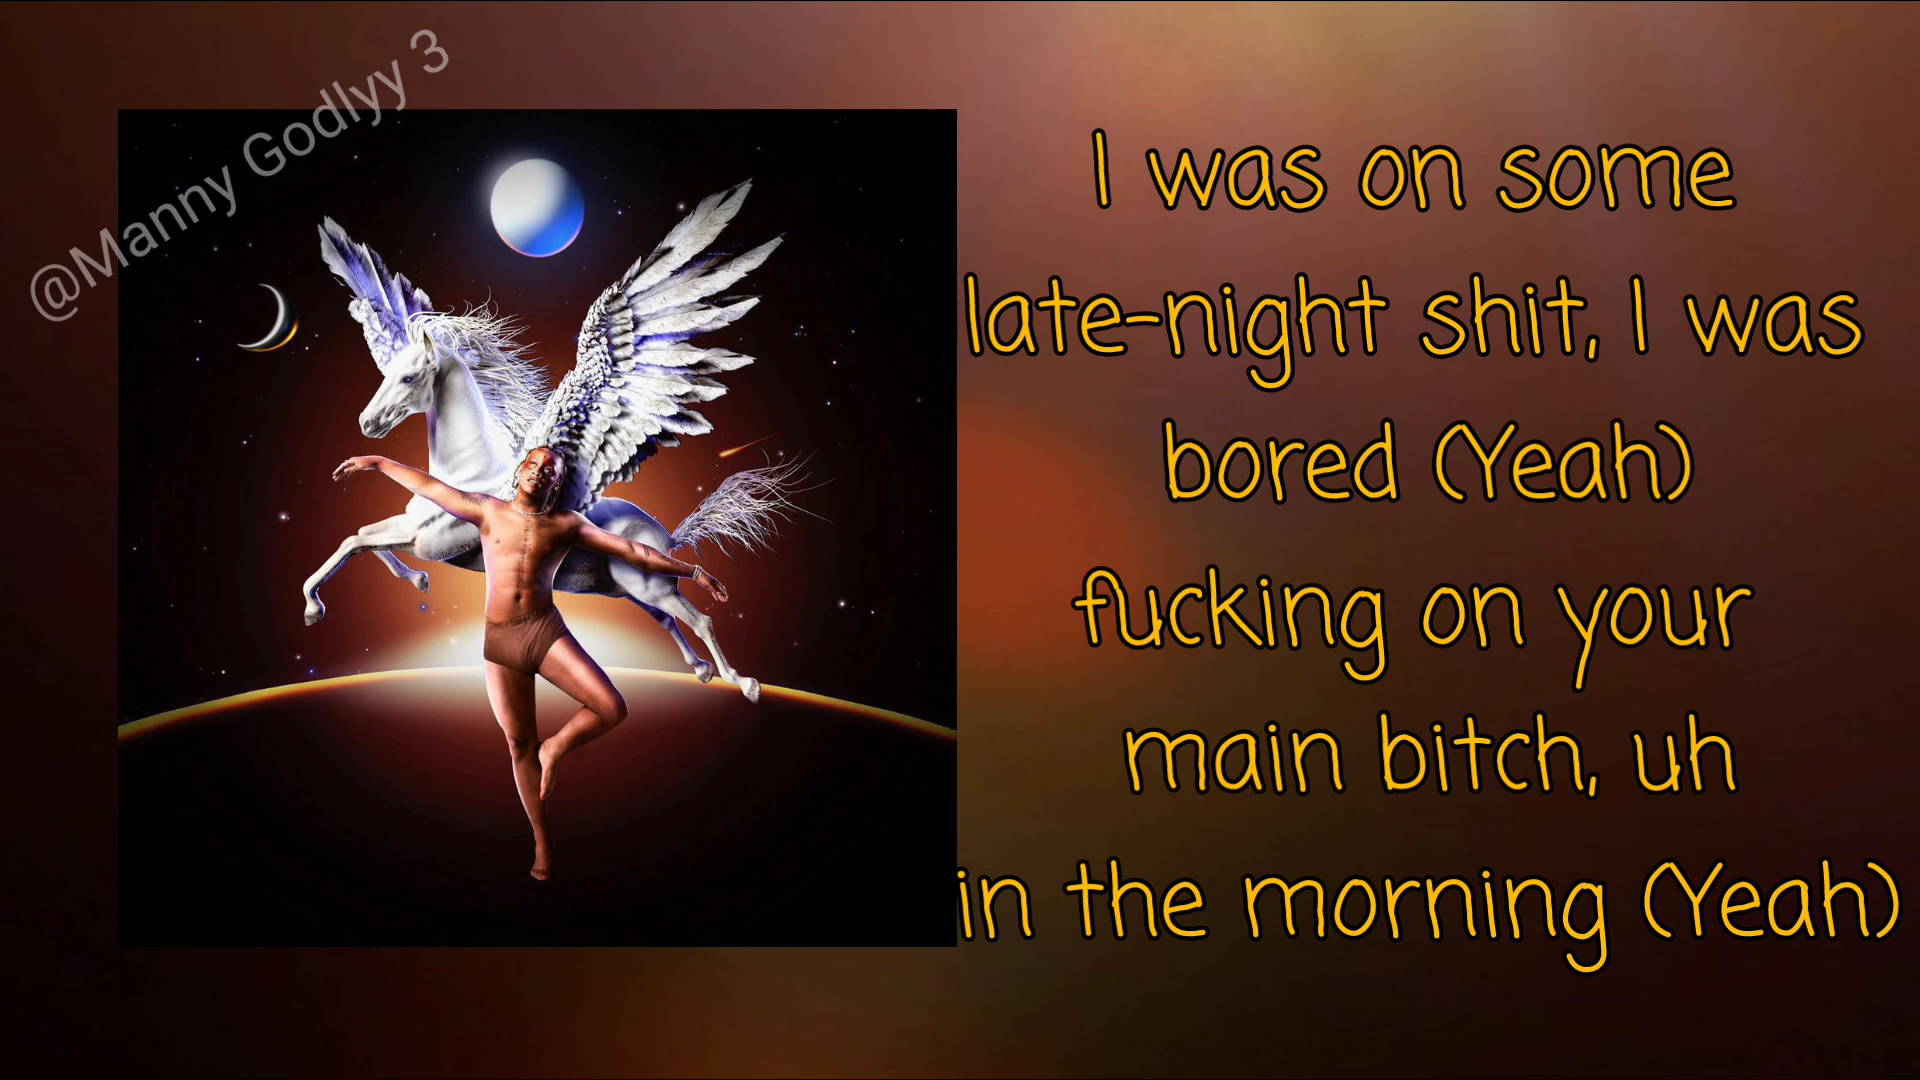 @Manny Godlyy 3
I was on some
late-night shit, I was
bored (Yeah)
fucking on your
main bitch, uh
in the morning (Yeah)